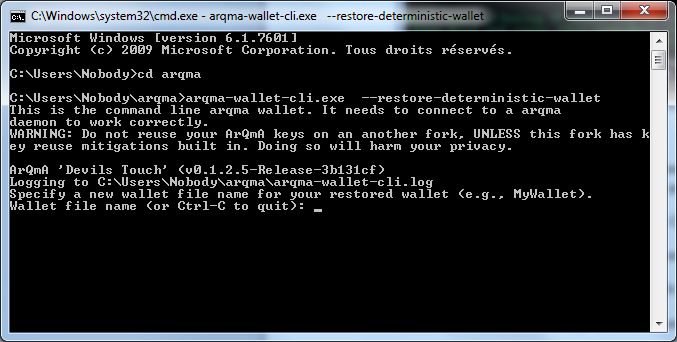 C:\Windows\system32\cmd.exe - arqma-wallet-cli.exe --restore-deterministic-wallet
Microsoft Windows [version 6.1.7601]
Copyright (c) 2009 Microsoft Corporation. Tous droits réservés.
C:\Users\Nobody>cd arqma
C:\Users\Nobody\arqma>arqma-wallet-cli.exe  --restore-deterministic-wallet
This is the command line arqma wallet. It needs to connect to a arqma
daemon to work correctly.
WARNING: Do not reuse your ArQmA keys on an another fork, UNLESS this fork has k
ey reuse mitigations built in. Doing so will harm your privacy.
ArQmA 'Devils Touch' (v0.1.2.5-Release-3b131cf)
Logging to C:\Users\Nobody\arqma\arqma-wallet-cli.log
Specify a new wallet file name for your restored wallet (e.g., MyWallet).
Wallet file name (or Ctrl-C to quit): _